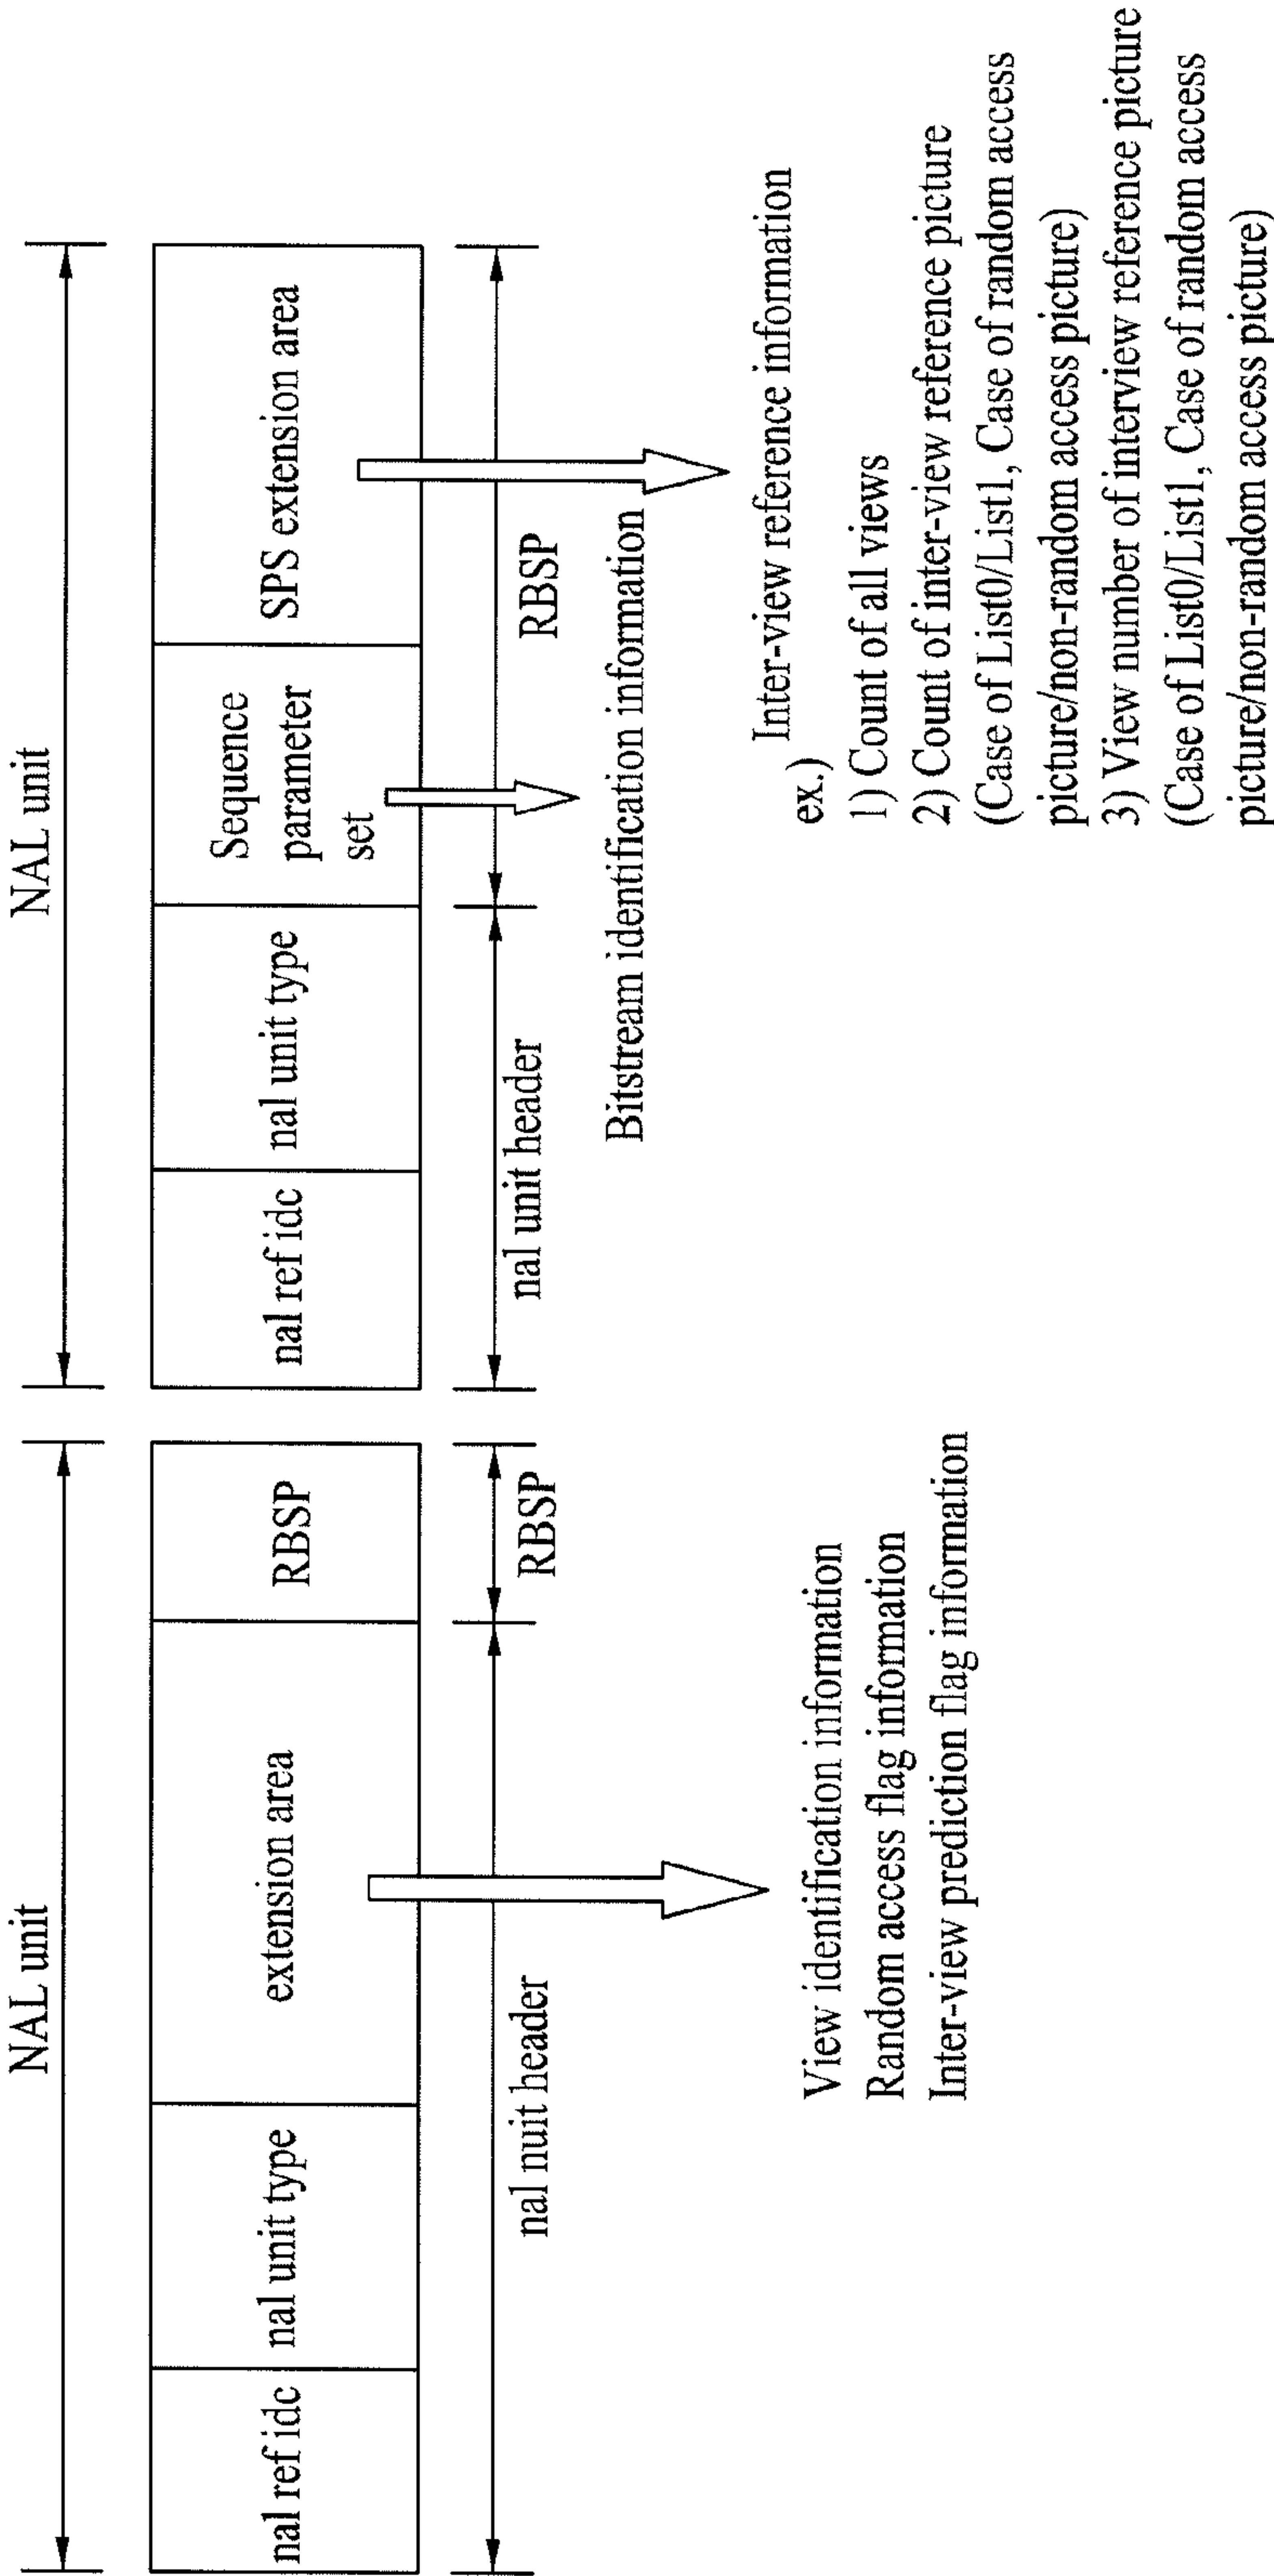 NAL unit
nal ref idc
nal unit type
extension area
RBSP
nal nuit header
RBSP
View identification information
Random access flag information
Inter-view prediction flag information
NAL unit
nal ref idc
nal unit type
Sequence
parameter
set
SPS extension area
nal unit header
RBSP
Bitstream identification information
Inter-view reference information
ex.)
1) Count of all views
2) Count of inter-view reference picture
(Case of List0/List1, Case of random access
picture/non-random access picture)
3) View number of interview reference picture
(Case of List0/List1, Case of random access
picture/non-random access picture)